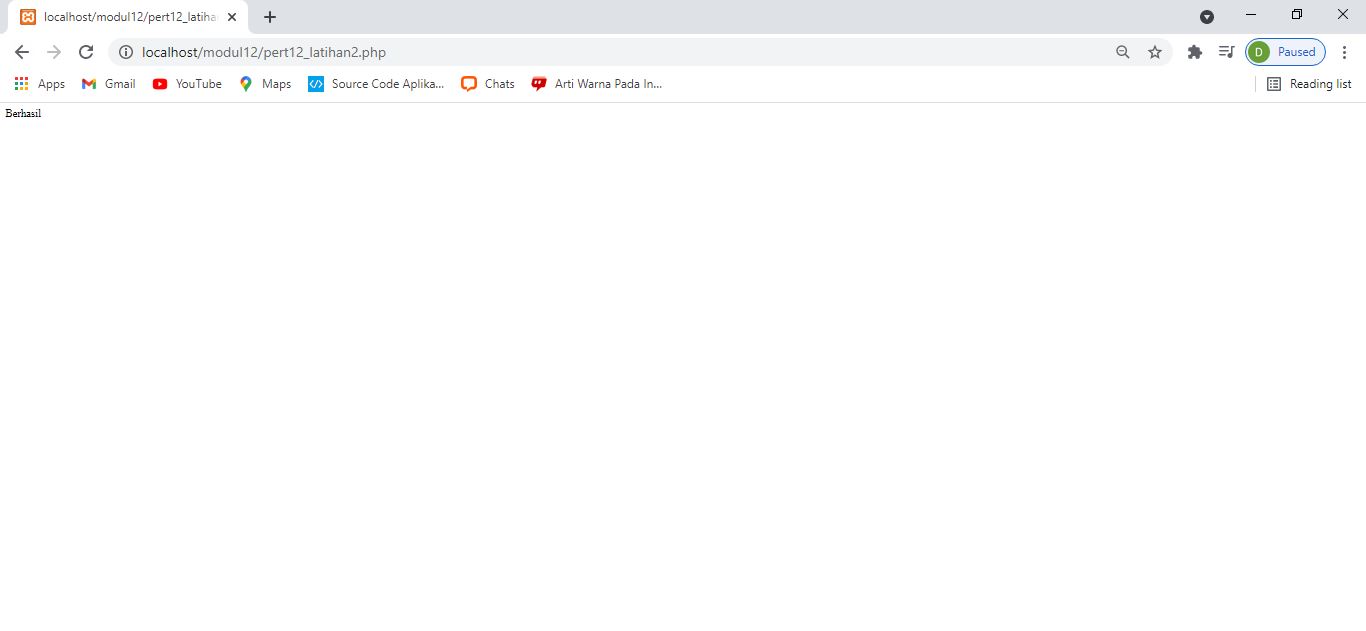 localhost/modul12/pert12_latiha
localhost/modul12/pert12_latihan2.php
D Paused
Apps Gmail YouTube Maps Source Code Aplika... Chats Arti Warna Pada In... Reading list
Berhasil